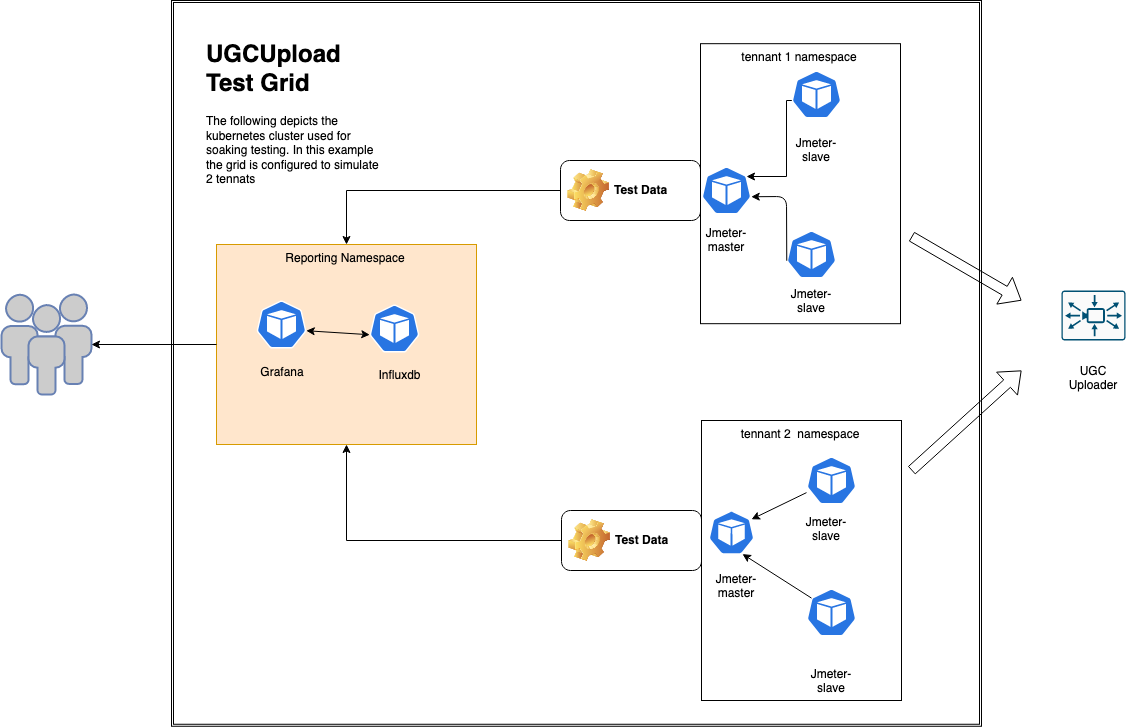 UGCUpload
Test Grid
The following depicts the
kubernetes cluster used for
soaking testing. In this example
the grid is configured to simulate
2 tennats
tennant 1 namespace
Jmeter-
slave
Test Data
Jmeter-
master
Jmeter-
slave
Reporting Namespace
Grafana
Influxdb
UGC
Uploader
tennant 2  namespace
Jmeter-
slave
Test Data
Jmeter-
master
Jmeter-
slave